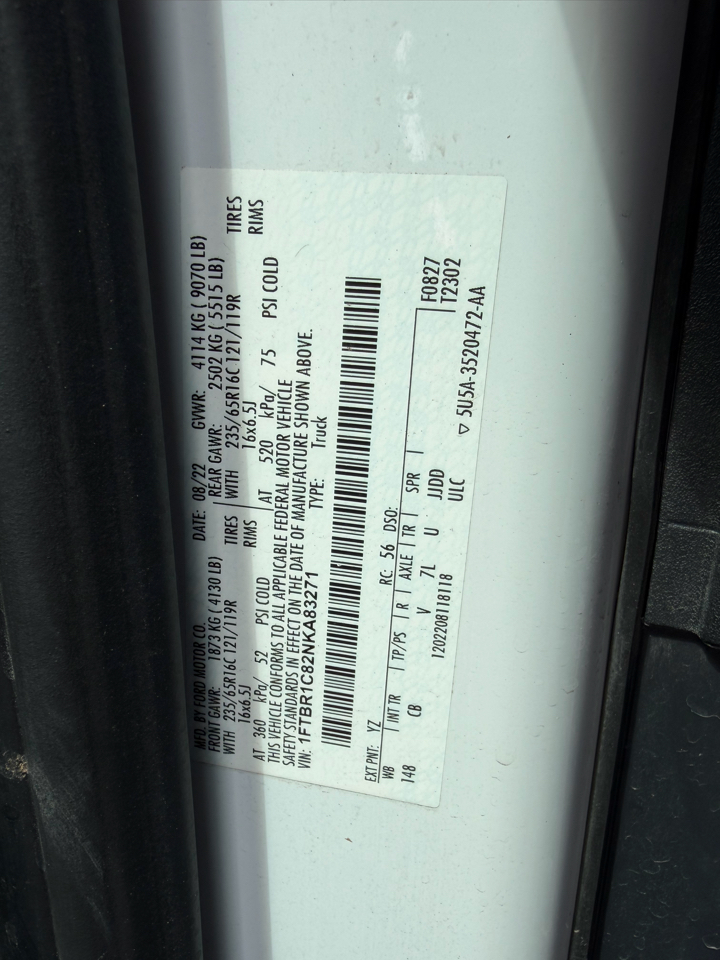 MFD. BY FORD MOTOR CO. DATE: 08/22 GVWR: 4114 KG ( 9070 LB)
FRONT GAWR: 1873 KG ( 4130 LB) REAR GAWR: 2502 KG ( 5515 LB)
WITH 235/65R16C 121/119R TIRES WITH 235/65R16C 121/119R TIRES
16x6.5J RIMS 16x6.5J RIMS
AT 360 kPa/ 52 PSI COLD AT 520 kPa/ 75 PSI COLD
THIS VEHICLE CONFORMS TO ALL APPLICABLE FEDERAL MOTOR VEHICLE
SAFETY STANDARDS IN EFFECT ON THE DATE OF MANUFACTURE SHOWN ABOVE.
VIN: 1FTBR1C82NKA83271 TYPE: Truck
EXT PNT: YZ RC: 56 DSO:
WB INT TR TP/PS R AXLE TR SPR F0827
148 CB V 7L U JJDD T2302
1202208118118 ULC
▽ 5U5A-3520472-AA